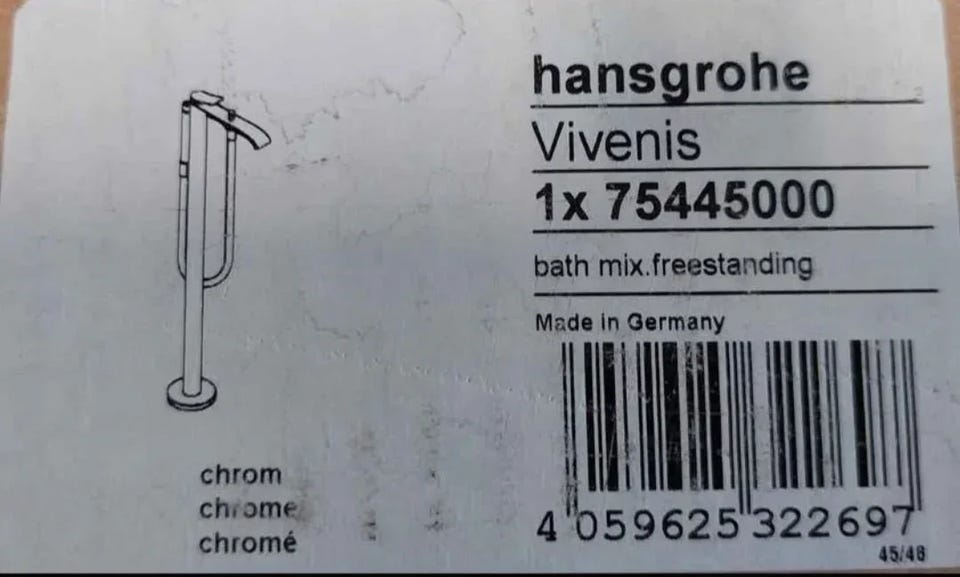 hansgrohe
Vivenis
1x 75445000
bath mix.freestanding
Made in Germany
chrom
chrome
chromé
4 059625 322697
45/48